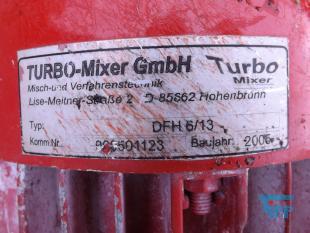 TURBO-Mixer GmbH Turbo
Misch-und Verfahrenstechnik Mixer
Lise-Meitner-Straße 2 D-85662 Hohenbrunn
Typ: DFH 6/13
Komm.Nr. Baujahr: